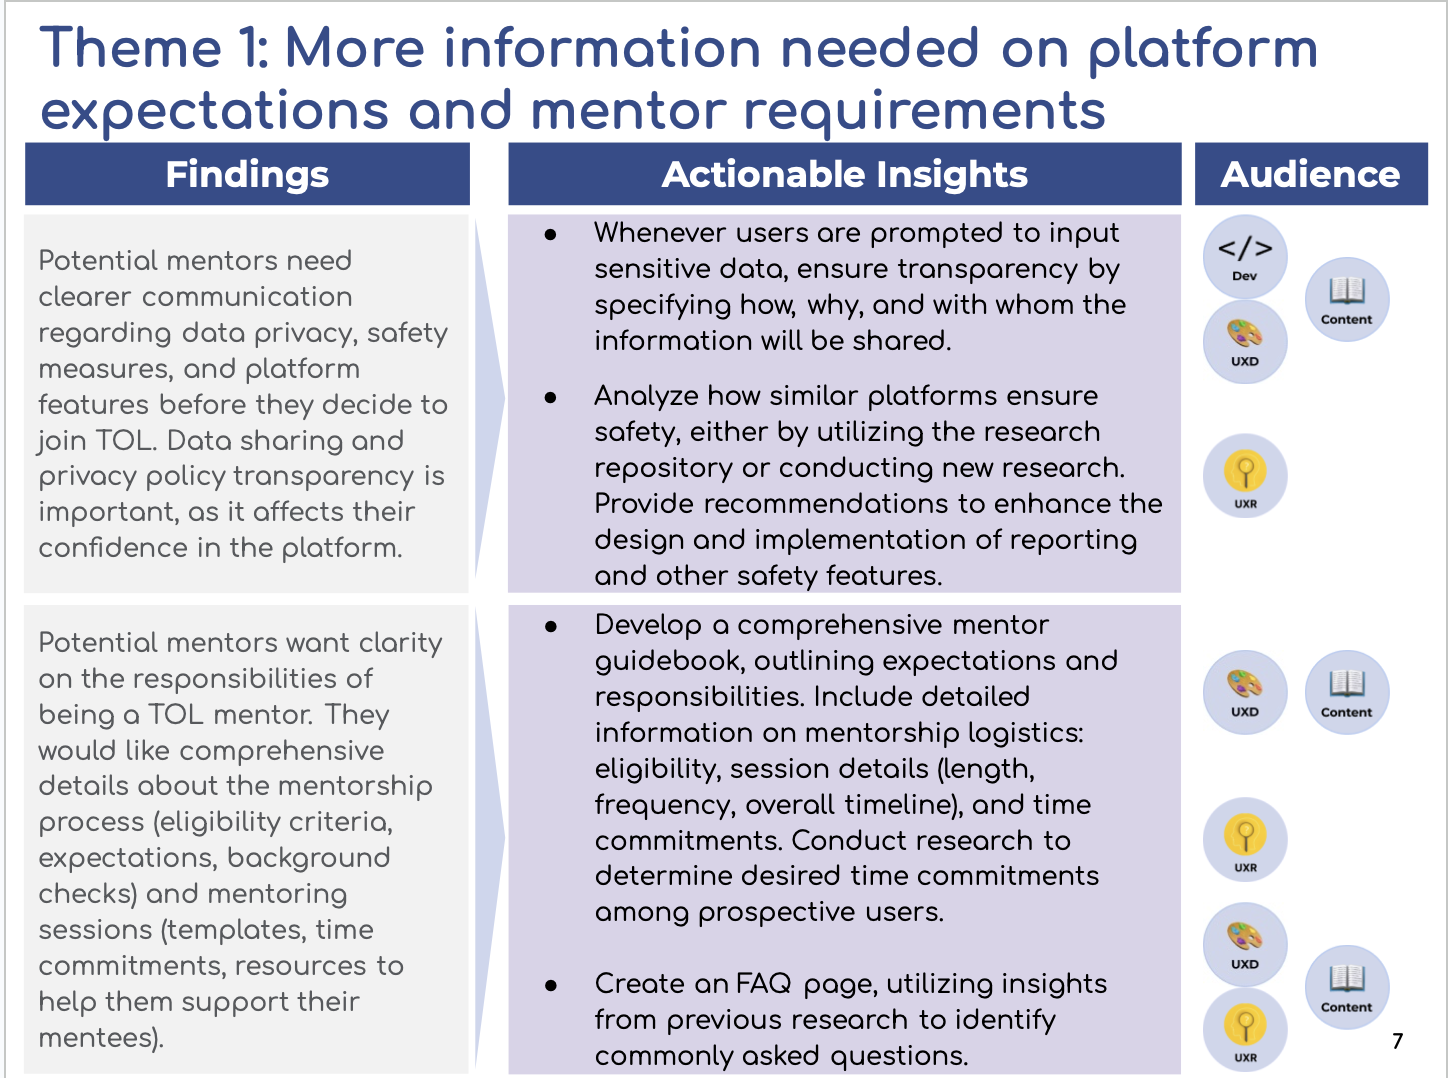 Theme 1: More information needed on platform
expectations and mentor requirements
Findings
Actionable Insights
Audience
Potential mentors need
clearer communication
regarding data privacy, safety
measures, and platform
features before they decide to
join TOL. Data sharing and
privacy policy transparency is
important, as it affects their
confidence in the platform.
● Whenever users are prompted to input
sensitive data, ensure transparency by
specifying how, why, and with whom the
information will be shared.
● Analyze how similar platforms ensure
safety, either by utilizing the research
repository or conducting new research.
Provide recommendations to enhance the
design and implementation of reporting
and other safety features.
</>
Dev
Content
UXD
UXR
Potential mentors want clarity
on the responsibilities of
being a TOL mentor. They
would like comprehensive
details about the mentorship
process (eligibility criteria,
expectations, background
checks) and mentoring
sessions (templates, time
commitments, resources to
help them support their
mentees).
● Develop a comprehensive mentor
guidebook, outlining expectations and
responsibilities. Include detailed
information on mentorship logistics:
eligibility, session details (length,
frequency, overall timeline), and time
commitments. Conduct research to
determine desired time commitments
among prospective users.
● Create an FAQ page, utilizing insights
from previous research to identify
commonly asked questions.
UXD
Content
UXR
UXD
Content
UXR
7